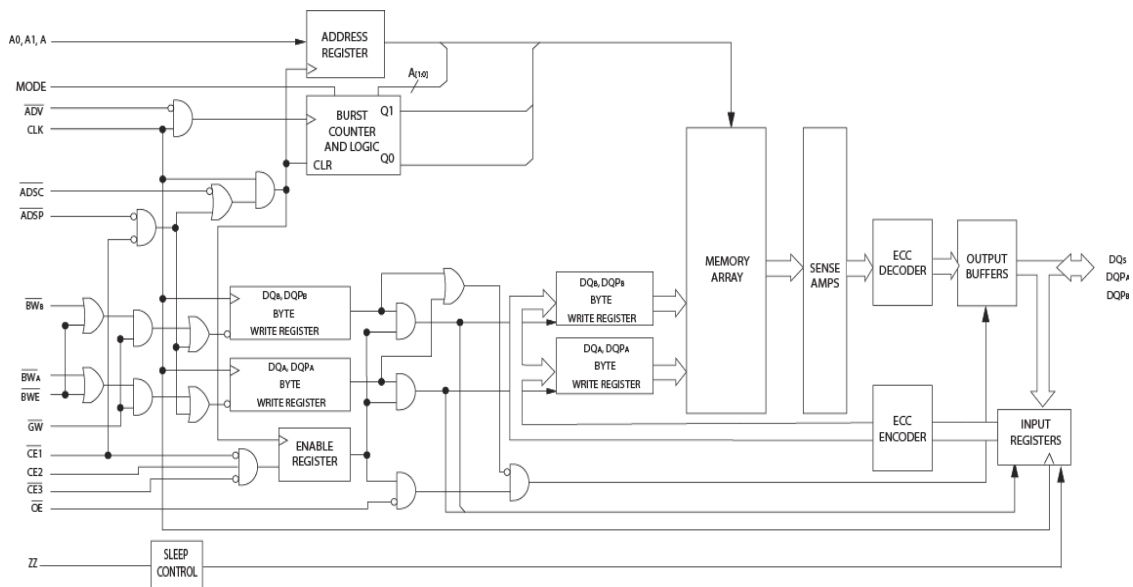 A0, A1, A
ADDRESS
REGISTER
MODE
A[1:0]
ADV
CLK
BURST
COUNTER
AND LOGIC
CLR
Q1
Q0
ADSC
ADSP
MEMORY
ARRAY
SENSE
AMPS
ECC
DECODER
OUTPUT
BUFFERS
DQs
DQPA
DQPB
BWB
DQB, DQPB
BYTE
WRITE REGISTER
DQB, DQPB
BYTE
WRITE REGISTER
BWA
BWE
DQA, DQPA
BYTE
WRITE REGISTER
DQA, DQPA
BYTE
WRITE REGISTER
GW
CE1
CE2
CE3
OE
ENABLE
REGISTER
ECC
ENCODER
INPUT
REGISTERS
ZZ
SLEEP
CONTROL